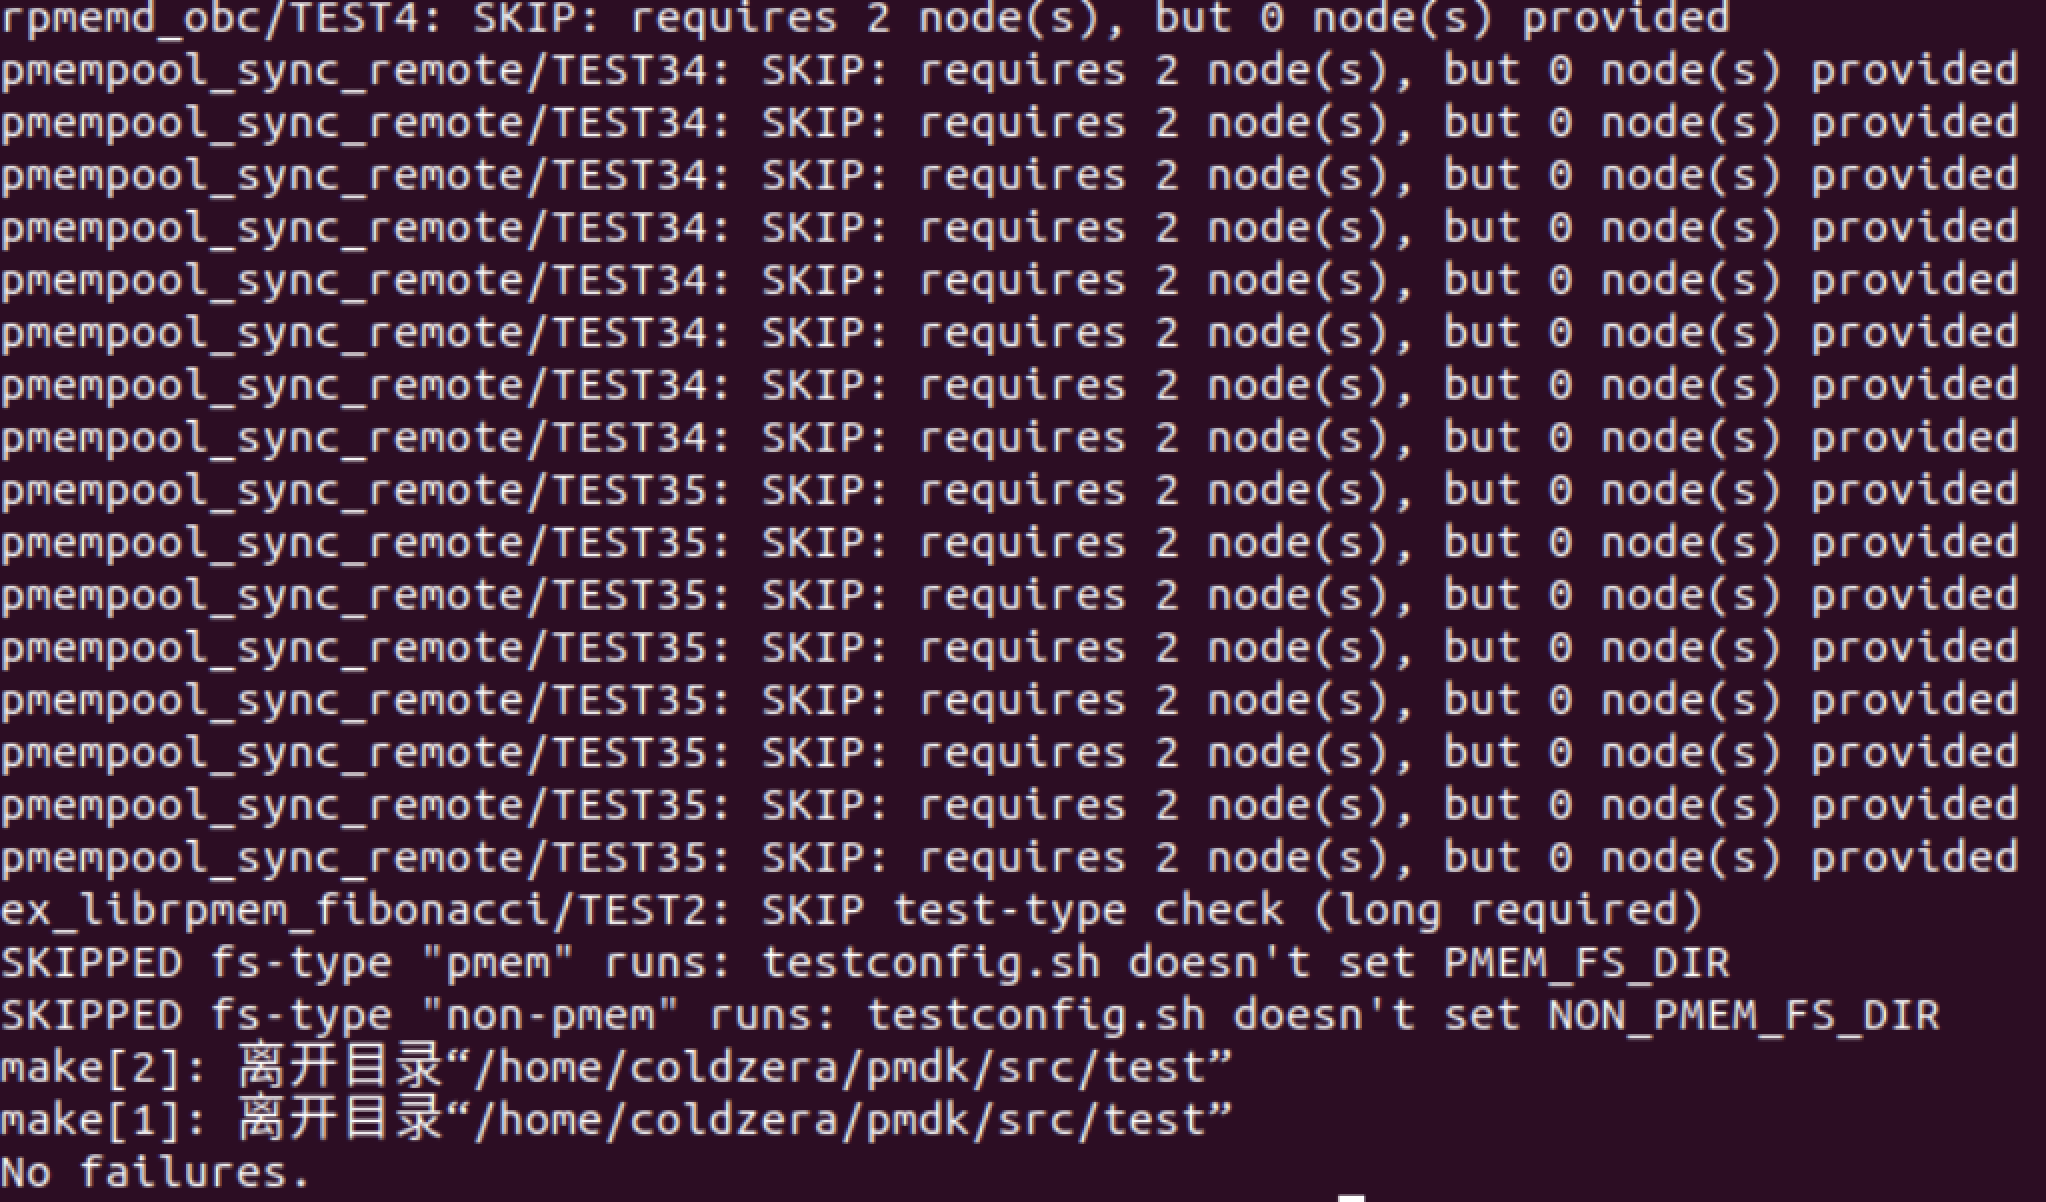 rpmemd_obc/TEST4: SKIP: requires 2 node(s), but 0 node(s) provided
pmempool_sync_remote/TEST34: SKIP: requires 2 node(s), but 0 node(s) provided
pmempool_sync_remote/TEST34: SKIP: requires 2 node(s), but 0 node(s) provided
pmempool_sync_remote/TEST34: SKIP: requires 2 node(s), but 0 node(s) provided
pmempool_sync_remote/TEST34: SKIP: requires 2 node(s), but 0 node(s) provided
pmempool_sync_remote/TEST34: SKIP: requires 2 node(s), but 0 node(s) provided
pmempool_sync_remote/TEST34: SKIP: requires 2 node(s), but 0 node(s) provided
pmempool_sync_remote/TEST34: SKIP: requires 2 node(s), but 0 node(s) provided
pmempool_sync_remote/TEST34: SKIP: requires 2 node(s), but 0 node(s) provided
pmempool_sync_remote/TEST35: SKIP: requires 2 node(s), but 0 node(s) provided
pmempool_sync_remote/TEST35: SKIP: requires 2 node(s), but 0 node(s) provided
pmempool_sync_remote/TEST35: SKIP: requires 2 node(s), but 0 node(s) provided
pmempool_sync_remote/TEST35: SKIP: requires 2 node(s), but 0 node(s) provided
pmempool_sync_remote/TEST35: SKIP: requires 2 node(s), but 0 node(s) provided
pmempool_sync_remote/TEST35: SKIP: requires 2 node(s), but 0 node(s) provided
pmempool_sync_remote/TEST35: SKIP: requires 2 node(s), but 0 node(s) provided
pmempool_sync_remote/TEST35: SKIP: requires 2 node(s), but 0 node(s) provided
ex_librpmem_fibonacci/TEST2: SKIP test-type check (long required)
SKIPPED fs-type "pmem" runs: testconfig.sh doesn't set PMEM_FS_DIR
SKIPPED fs-type "non-pmem" runs: testconfig.sh doesn't set NON_PMEM_FS_DIR
make[2]: 离开目录“/home/coldzera/pmdk/src/test”
make[1]: 离开目录“/home/coldzera/pmdk/src/test”
No failures.